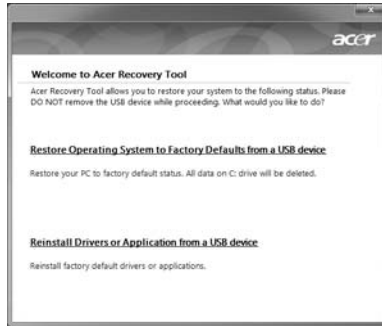 acer
Welcome to Acer Recovery Tool
Acer Recovery Tool allows you to restore your system to the following status. Please
DO NOT remove the USB device while proceeding. What would you like to do?
Restore Operating System to Factory Defaults from a USB device
Restore your PC to factory default status. All data on C: drive will be deleted.
Reinstall Drivers or Application from a USB device
Reinstall factory default drivers or applications.